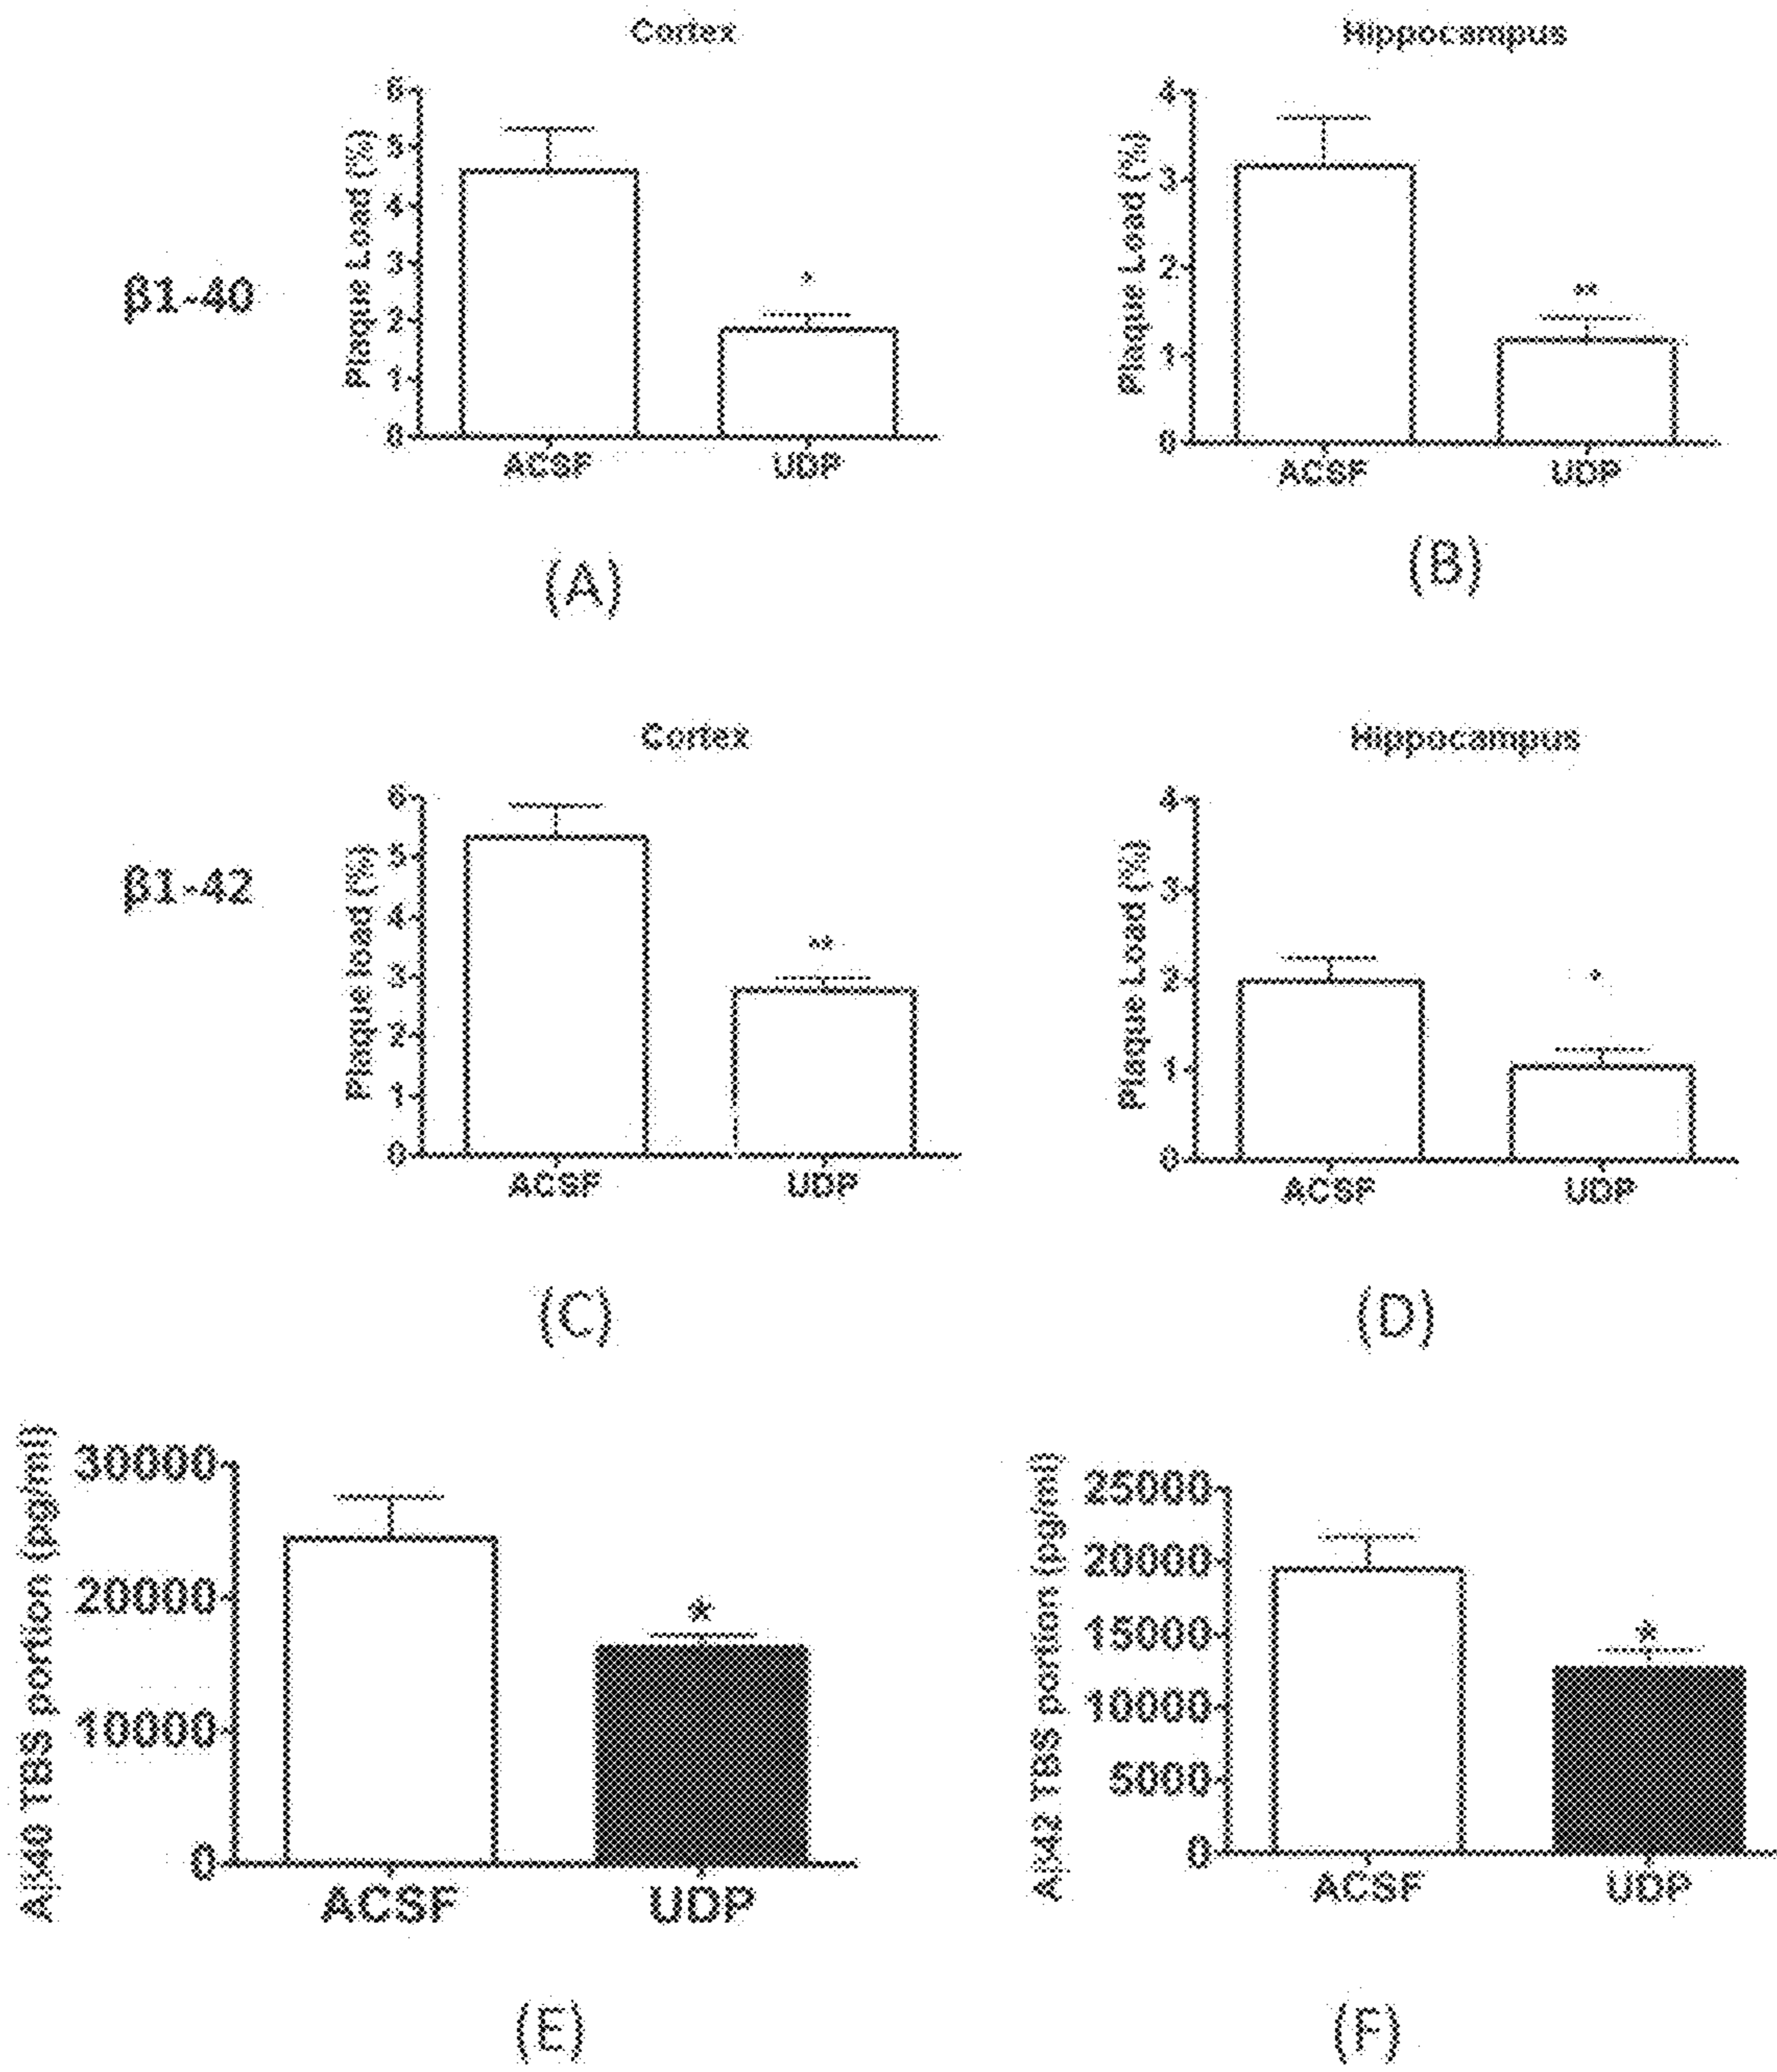 Cortex
Plaque Load (%)
6
5
4
3
2
1
0
*
ACSF
UDP
(A)
Hippocampus
Plaque Load (%)
4
3
2
1
0
**
ACSF
UDP
(B)
β1-40
Cortex
Plaque load (%)
6
5
4
3
2
1
0
**
ACSF
UDP
(C)
Hippocampus
Plaque Load (%)
4
3
2
1
0
*
ACSF
UDP
(D)
β1-42
TBS portion (pg/ml)
30000
20000
10000
0
*
ACSF
UDP
(E)
TBS portion (pg/ml)
25000
20000
15000
10000
5000
0
*
ACSF
UDP
(F)